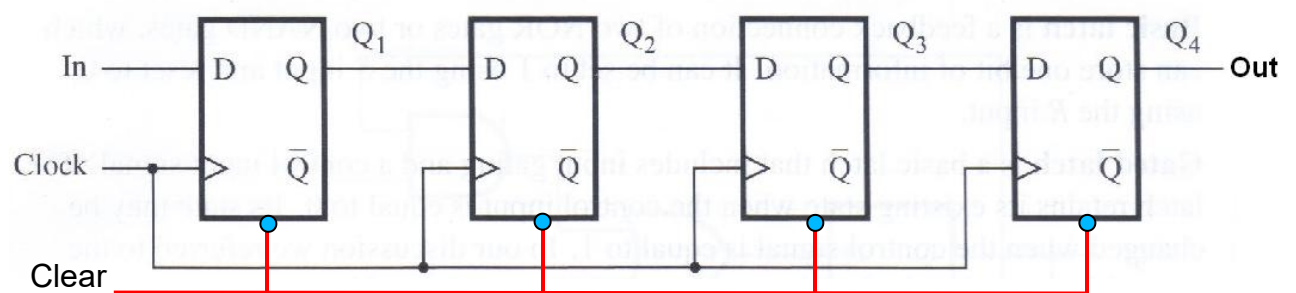 Q1 Q2 Q3 Q4
In D Q D Q D Q D Q Out
Clock Q̅ Q̅ Q̅ Q̅
Clear